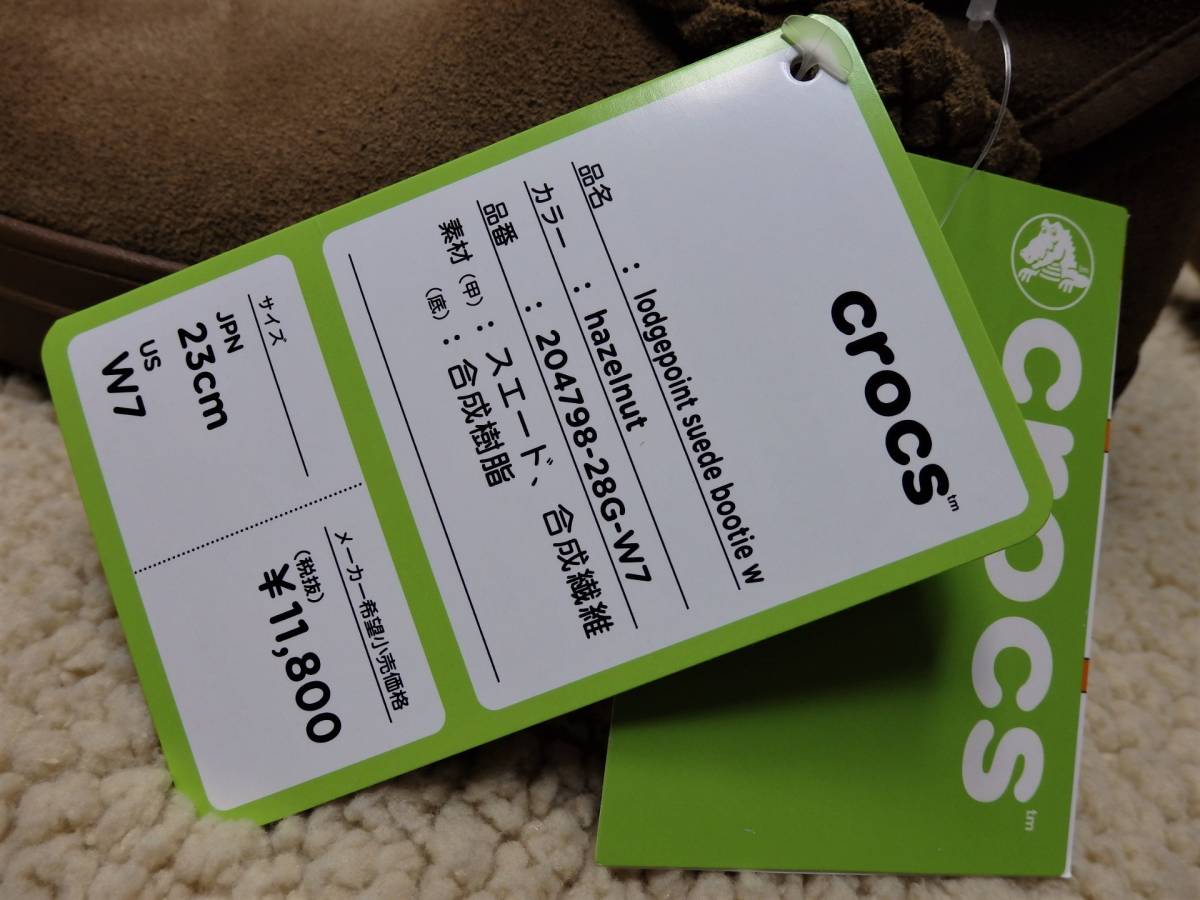 crocs™
品名 : lodgepoint suede bootie W
カラー : hazelnut
品番 : 204798-28G-W7
素材（甲）: スエード、合成繊維
（底）: 合成樹脂
サイズ
JPN
23cm
US
W7
メーカー希望小売価格
（税抜）
¥11,800
crocs™